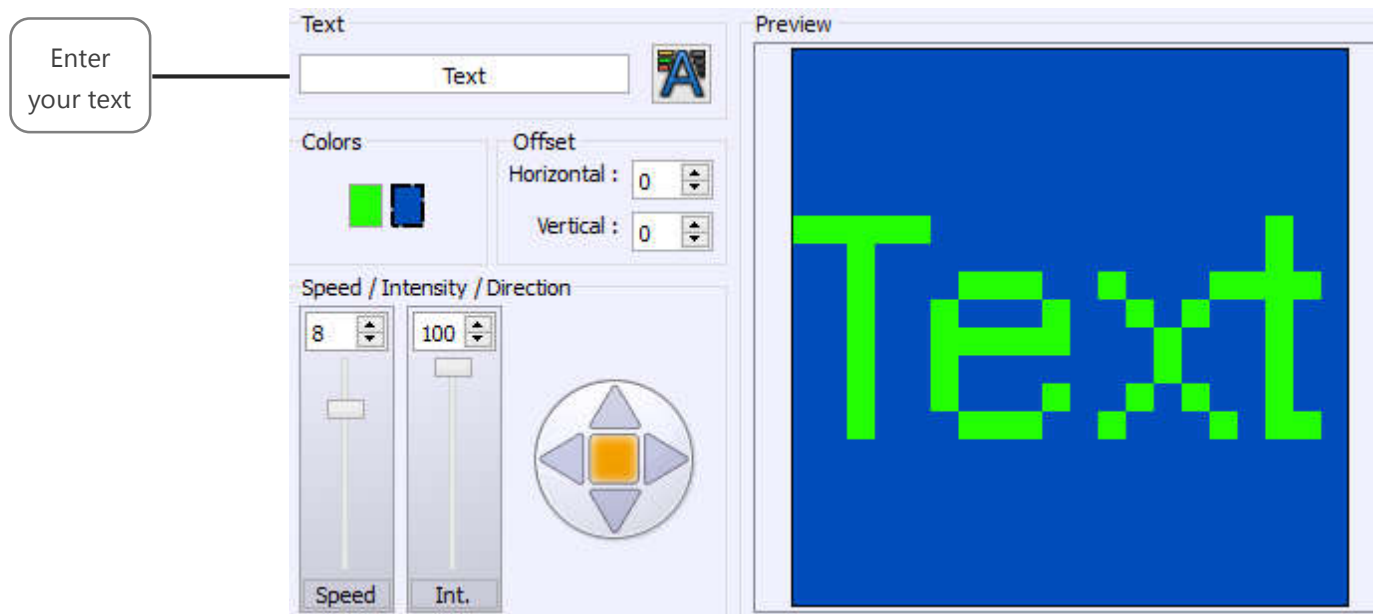 Enter
your text
Text
Text
A
Colors
Offset
Horizontal :
0
Vertical :
0
Speed / Intensity / Direction
8
100
Speed
Int.
Preview
Text